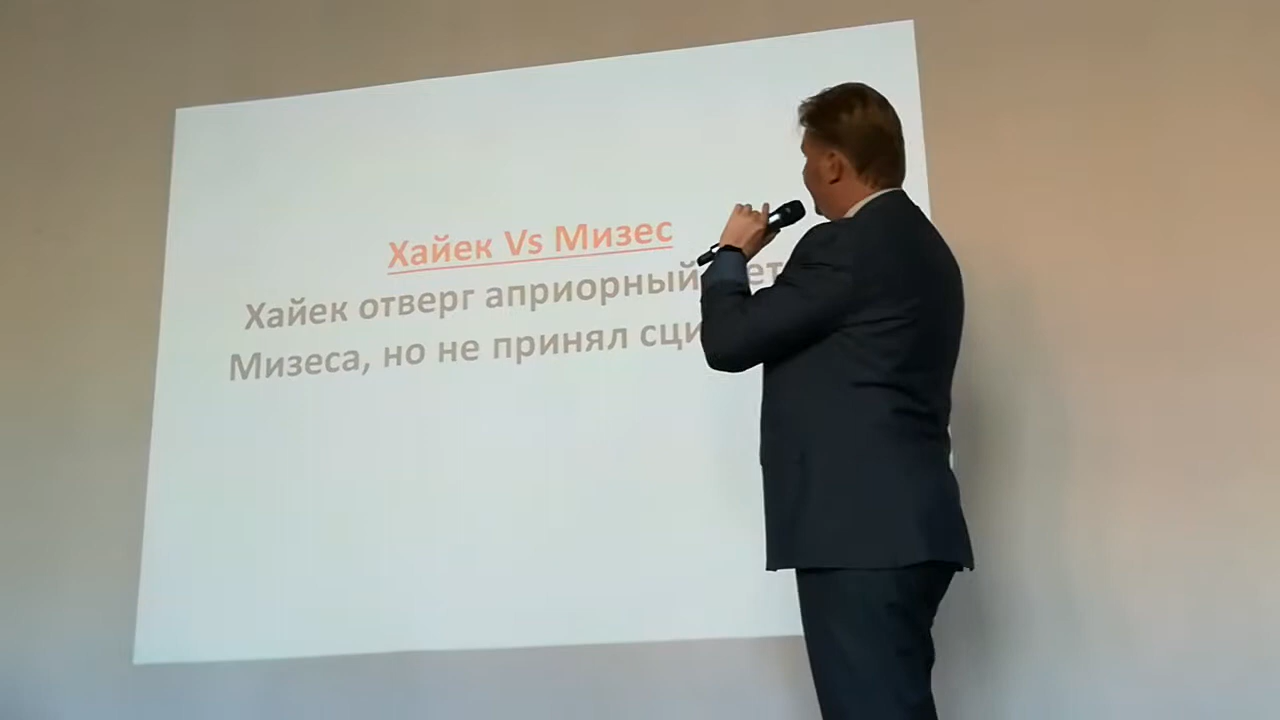 Хайек Vs Мизес
Хайек отверг априорный
Мизеса, но не принял